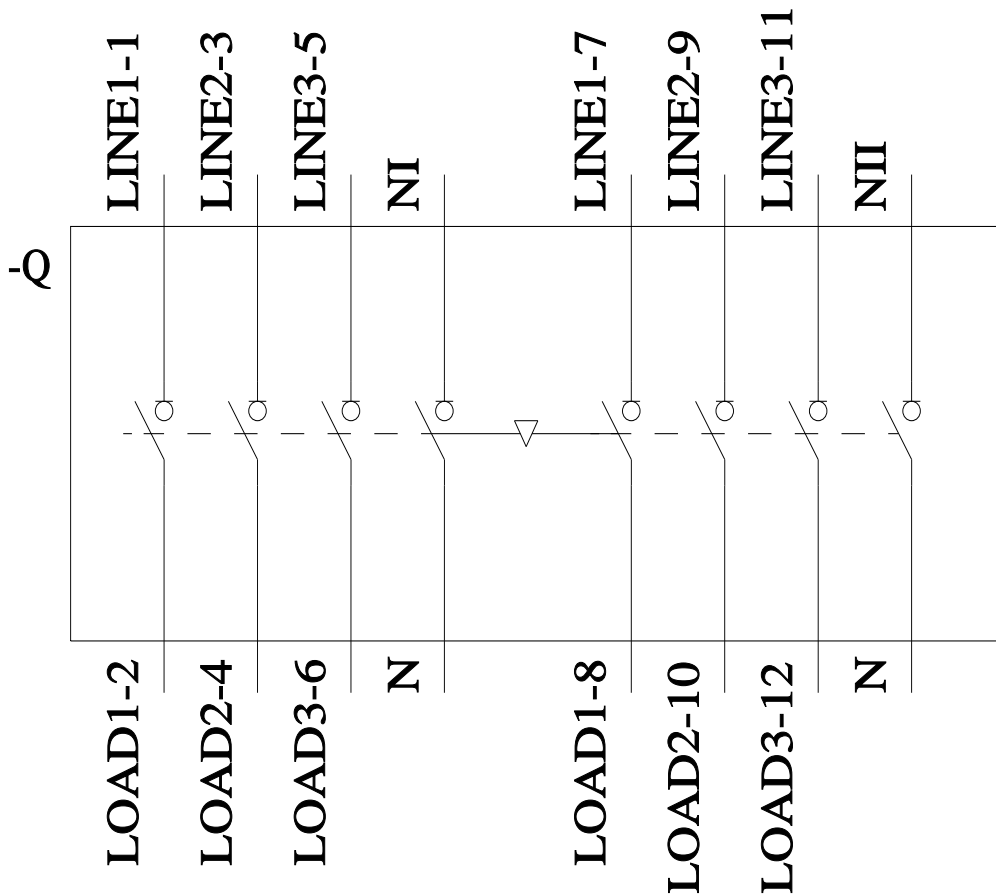 LINE1-1
LINE2-3
LINE3-5
NI
LINE1-7
LINE2-9
LINE3-11
NII
-Q
LOAD1-2
LOAD2-4
LOAD3-6
N
LOAD1-8
LOAD2-10
LOAD3-12
N